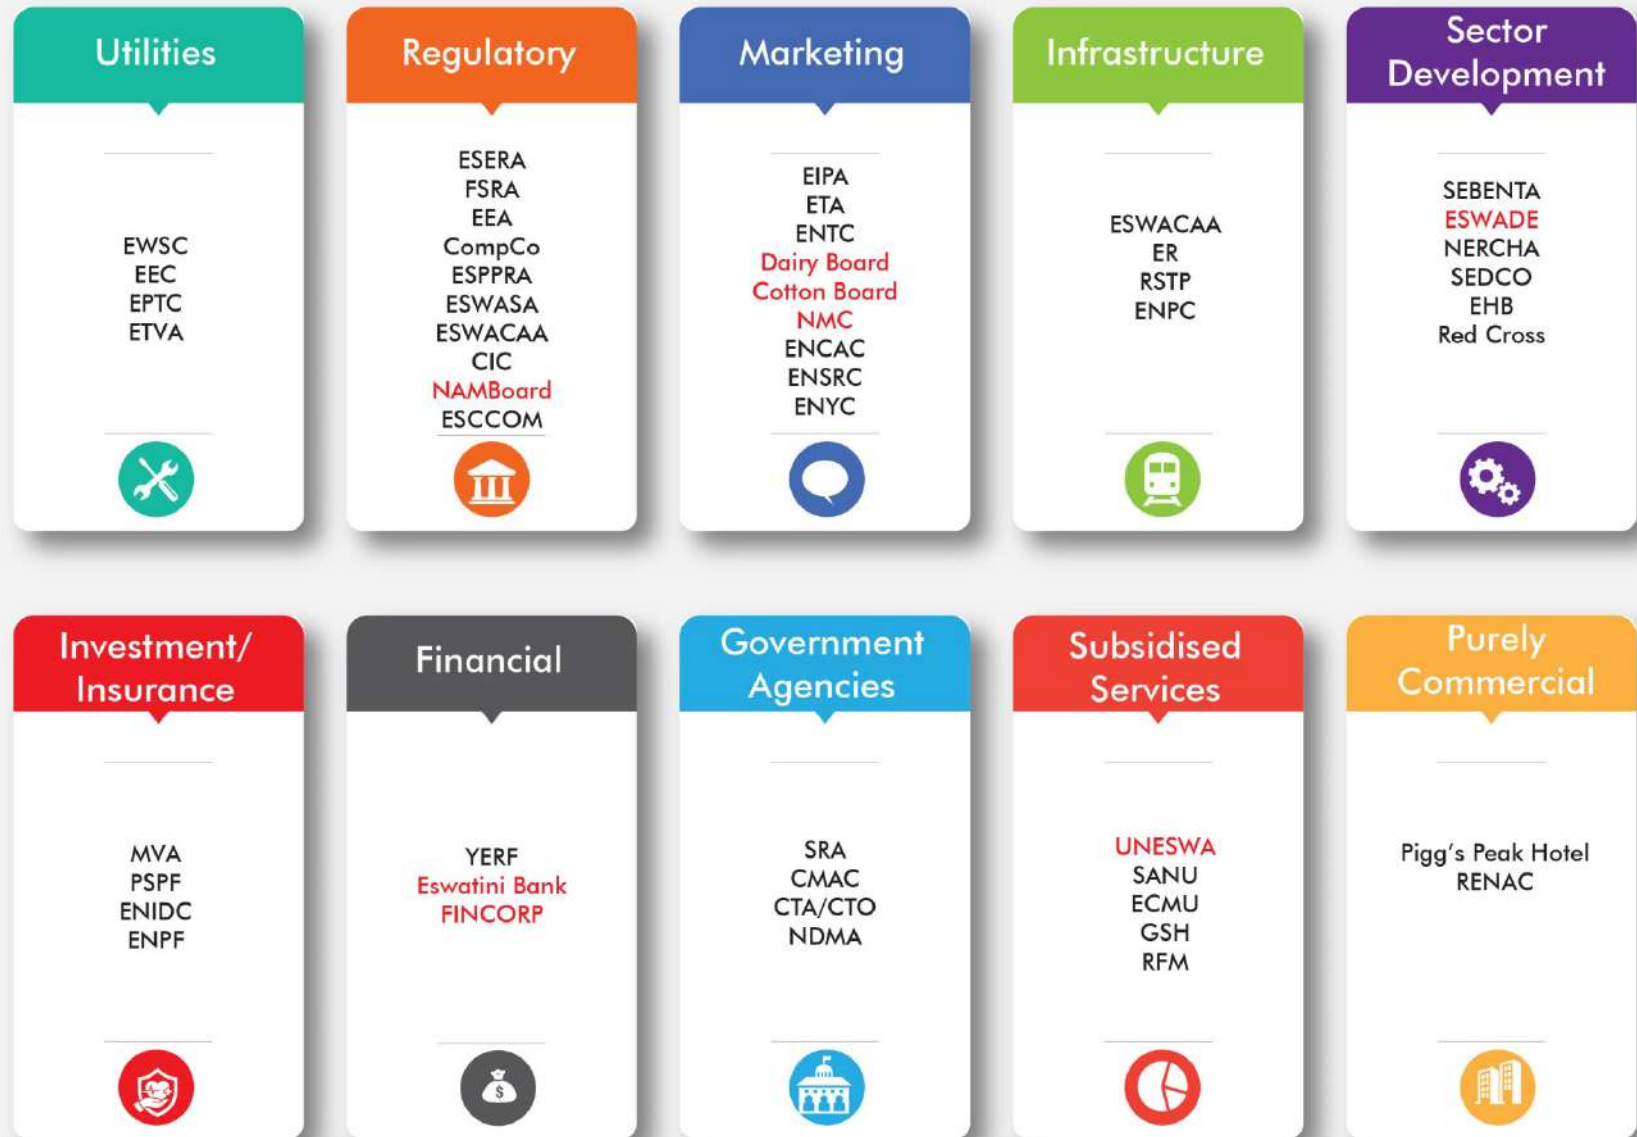 Utilities
EWSC
EEC
EPTC
ETVA
Regulatory
ESERA
FSRA
EEA
CompCo
ESPPRA
ESWASA
ESWACAA
CIC
NAMBoard
ESCCOM
Marketing
EIPA
ETA
ENTC
Dairy Board
Cotton Board
NMC
ENCAC
ENSRC
ENYC
Infrastructure
ESWACAA
ER
RSTP
ENPC
Sector
Development
SEBENTA
ESWADE
NERCHA
SEDCO
EHB
Red Cross
Investment/
Insurance
MVA
PSPF
ENIDC
ENPF
Financial
YERF
Eswatini Bank
FINCORP
$
Government
Agencies
SRA
CMAC
CTA/CTO
NDMA
Subsidised
Services
UNESWA
SANU
ECMU
GSH
RFM
Purely
Commercial
Pigg's Peak Hotel
RENAC